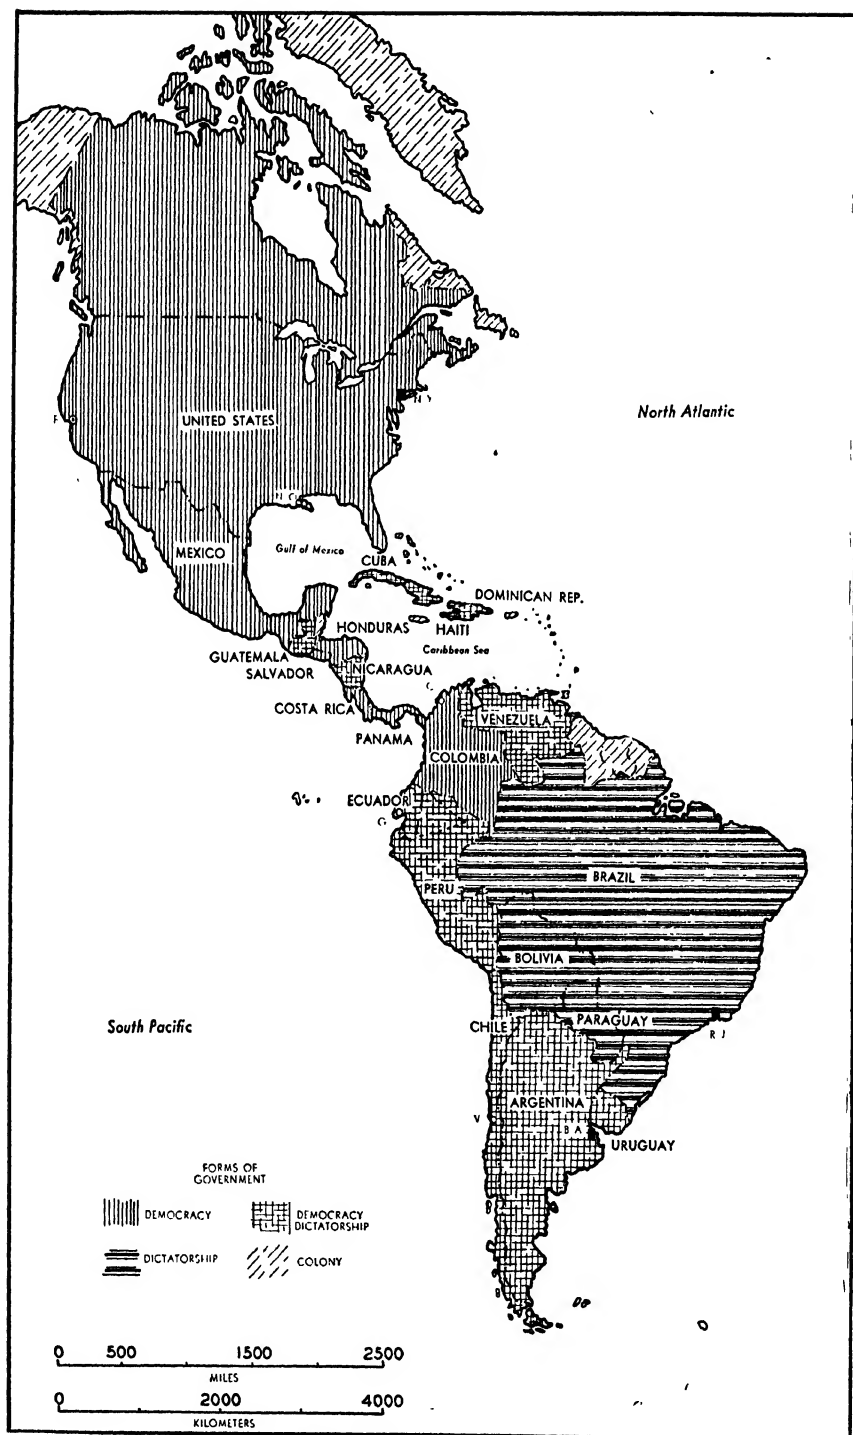 N Y
UNITED STATES
F
North Atlantic
N O
MEXICO
Gulf of Mexico
CUBA
DOMINICAN REP.
HONDURAS
HAITI
Caribbean Sea
GUATEMALA
SALVADOR
NICARAGUA
COSTA RICA
C
VENEZUELA
PANAMA
COLOMBIA
ECUADOR
G
BRAZIL
PERU
BOLIVIA
South Pacific
CHILE
PARAGUAY
R J
ARGENTINA
V
B A
URUGUAY
FORMS OF
GOVERNMENT
DEMOCRACY
DEMOCRACY
DICTATORSHIP
DICTATORSHIP
COLONY
0 500 1500 2500
MILES
0 2000 4000
KILOMETERS